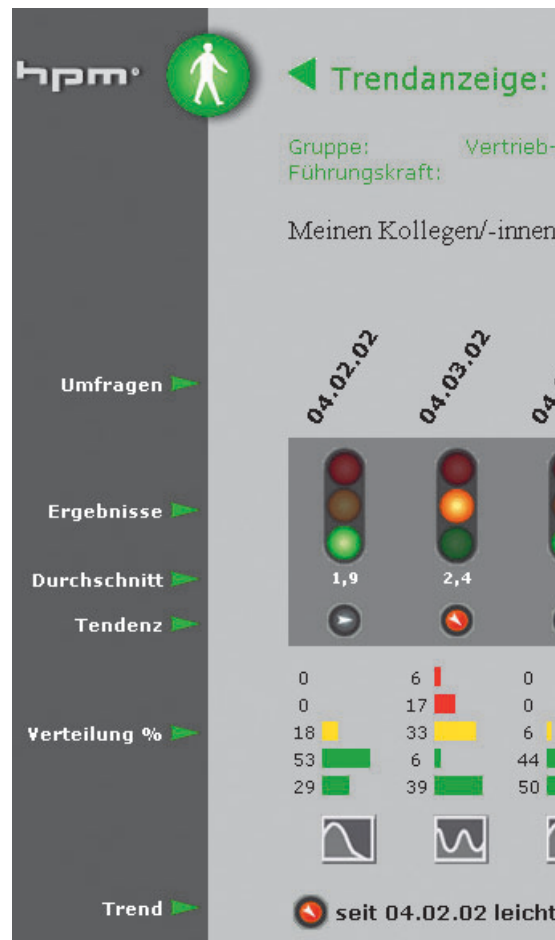 hpm®
Trendanzeige:
Gruppe: Vertrieb-
Führungskraft:
Meinen Kollegen/-innen
Umfragen 04.02.02 04.03.02 04.
Ergebnisse
Durchschnitt 1,9 2,4
Tendenz
0 6 0
0 17 0
Verteilung % 18 33 6
53 6 44
29 39 50
Trend seit 04.02.02 leicht